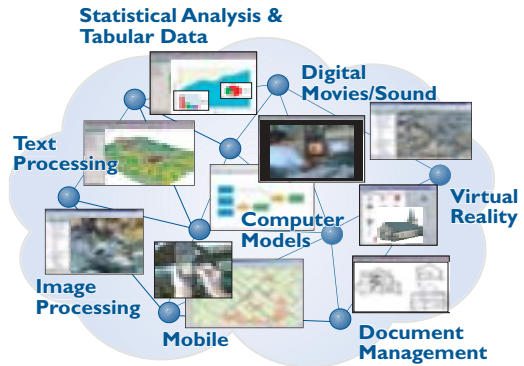 Statistical Analysis &
Tabular Data
Digital
Movies/Sound
Text
Processing
Virtual
Reality
Computer
Models
Image
Processing
Mobile
Document
Management